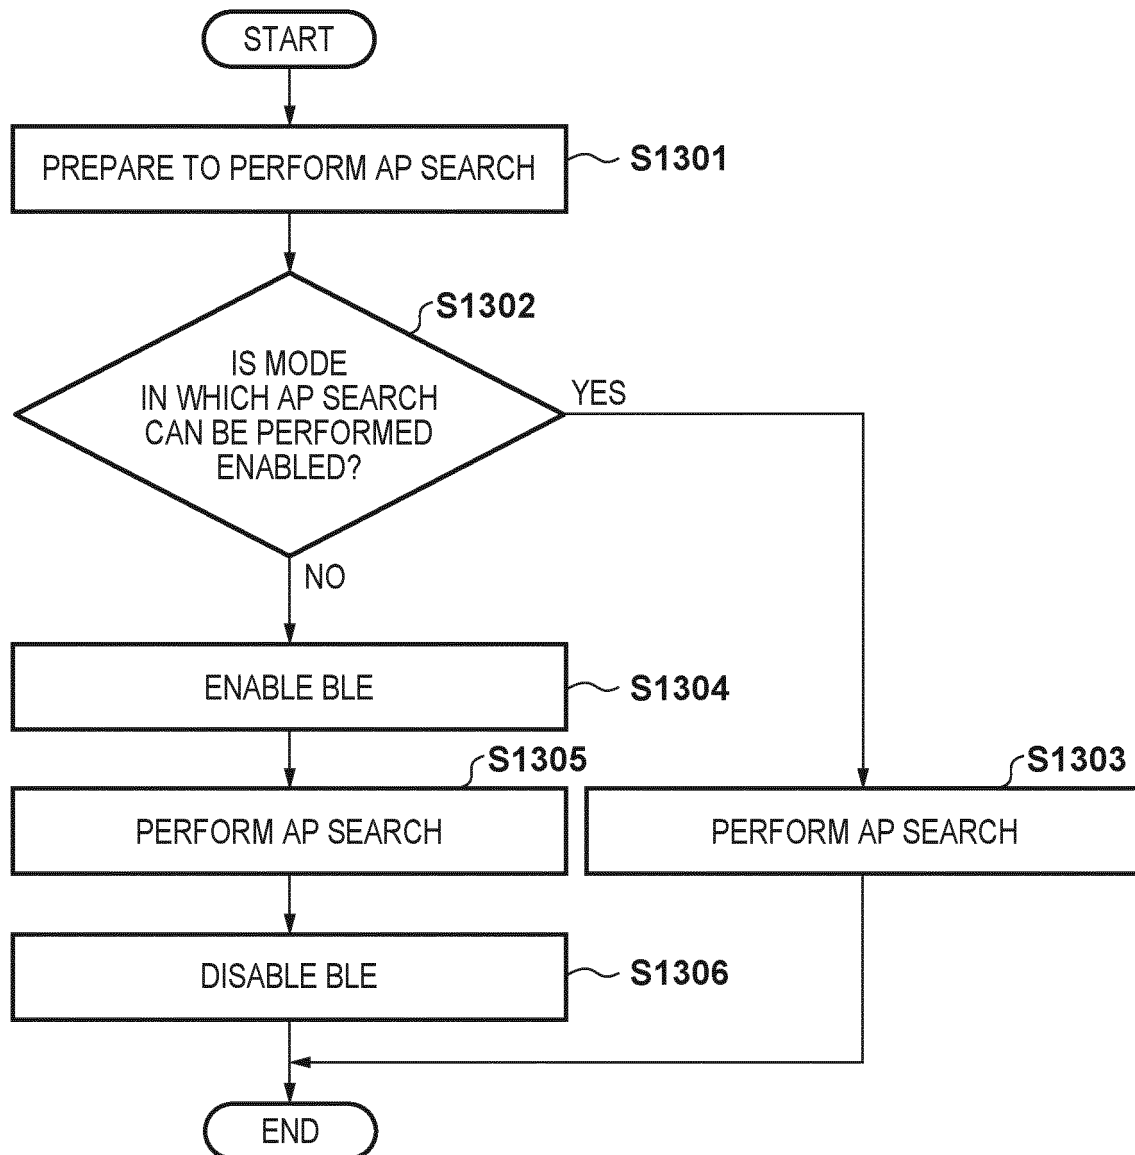 START
PREPARE TO PERFORM AP SEARCH
S1301
S1302
IS MODE
IN WHICH AP SEARCH
CAN BE PERFORMED
ENABLED?
YES
NO
ENABLE BLE
S1304
S1305
PERFORM AP SEARCH
S1303
PERFORM AP SEARCH
DISABLE BLE
S1306
END